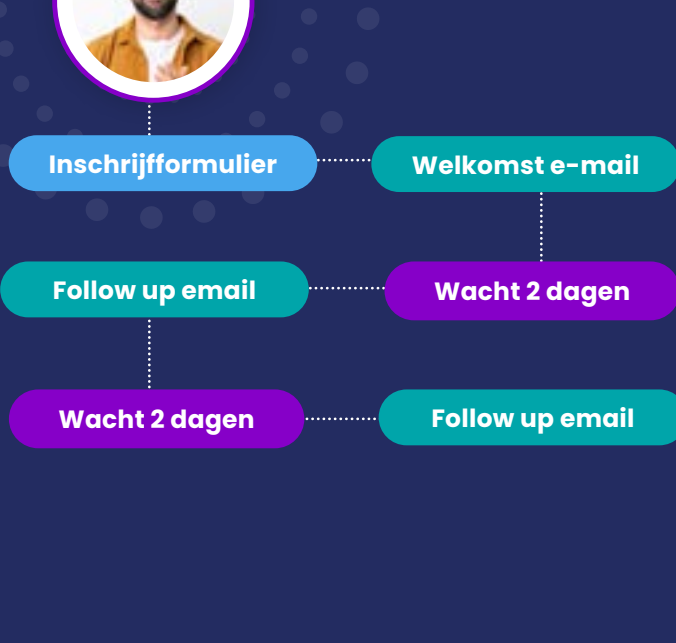 Inschrijfformulier
Welkomst e-mail
Follow up email
Wacht 2 dagen
Wacht 2 dagen
Follow up email